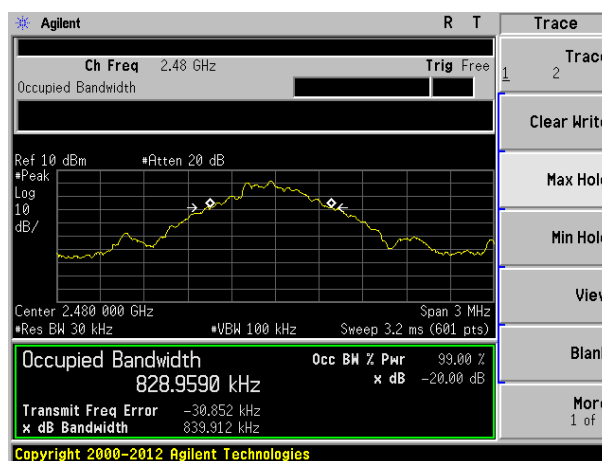 Agilent R T Trace
Ch Freq 2.48 GHz Trig Free
Occupied Bandwidth
Trace
1 2
Clear Write
Max Hold
Min Hold
View
Blank
More
1 of
Ref 10 dBm #Atten 20 dB
#Peak
Log
10
dB/
Center 2.480 000 GHz Span 3 MHz
#Res BW 30 kHz #VBW 100 kHz Sweep 3.2 ms (601 pts)
Occupied Bandwidth Occ BW % Pwr 99.00 %
828.9590 kHz x dB -20.00 dB
Transmit Freq Error -30.852 kHz
x dB Bandwidth 839.912 kHz
Copyright 2000-2012 Agilent Technologies